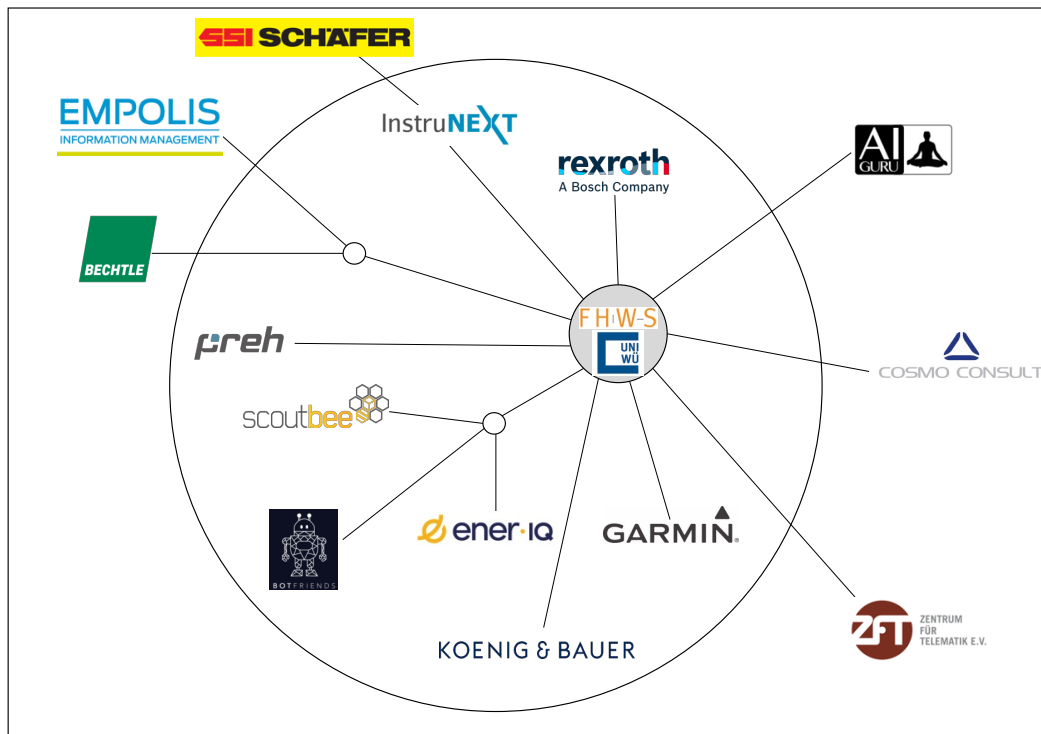 SSI SCHÄFER
EMPOLIS
INFORMATION MANAGEMENT
InstruNEXT
rexroth
A Bosch Company
AI
GURU
BECHTLE
FH-W-S
UNI
WÜ
preh
COSMO CONSULT
scoutbee
BOTFRIENDS
ener·iq
GARMIN
KOENIG & BAUER
ZFT
ZENTRUM
FÜR
TELEMATIK E.V.